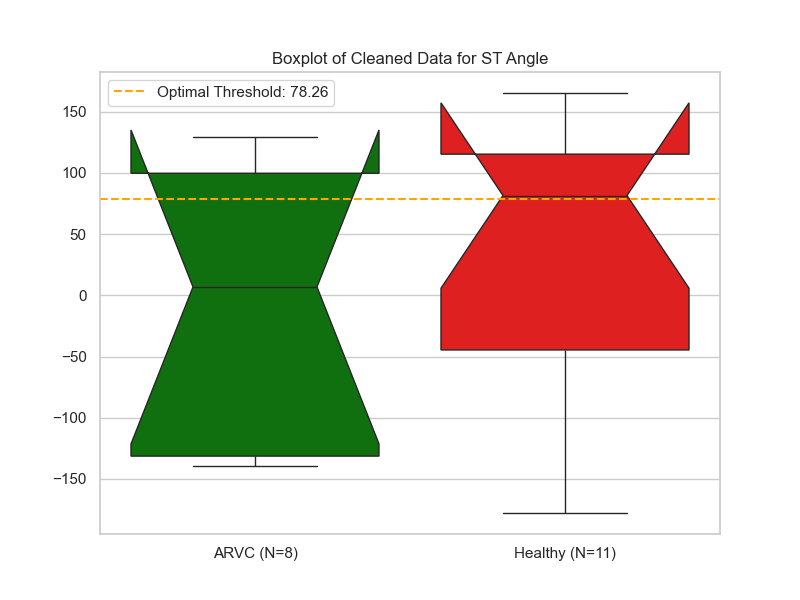 Boxplot of Cleaned Data for ST Angle
Optimal Threshold: 78.26
150
100
50
0
−50
−100
−150
ARVC (N=8)
Healthy (N=11)